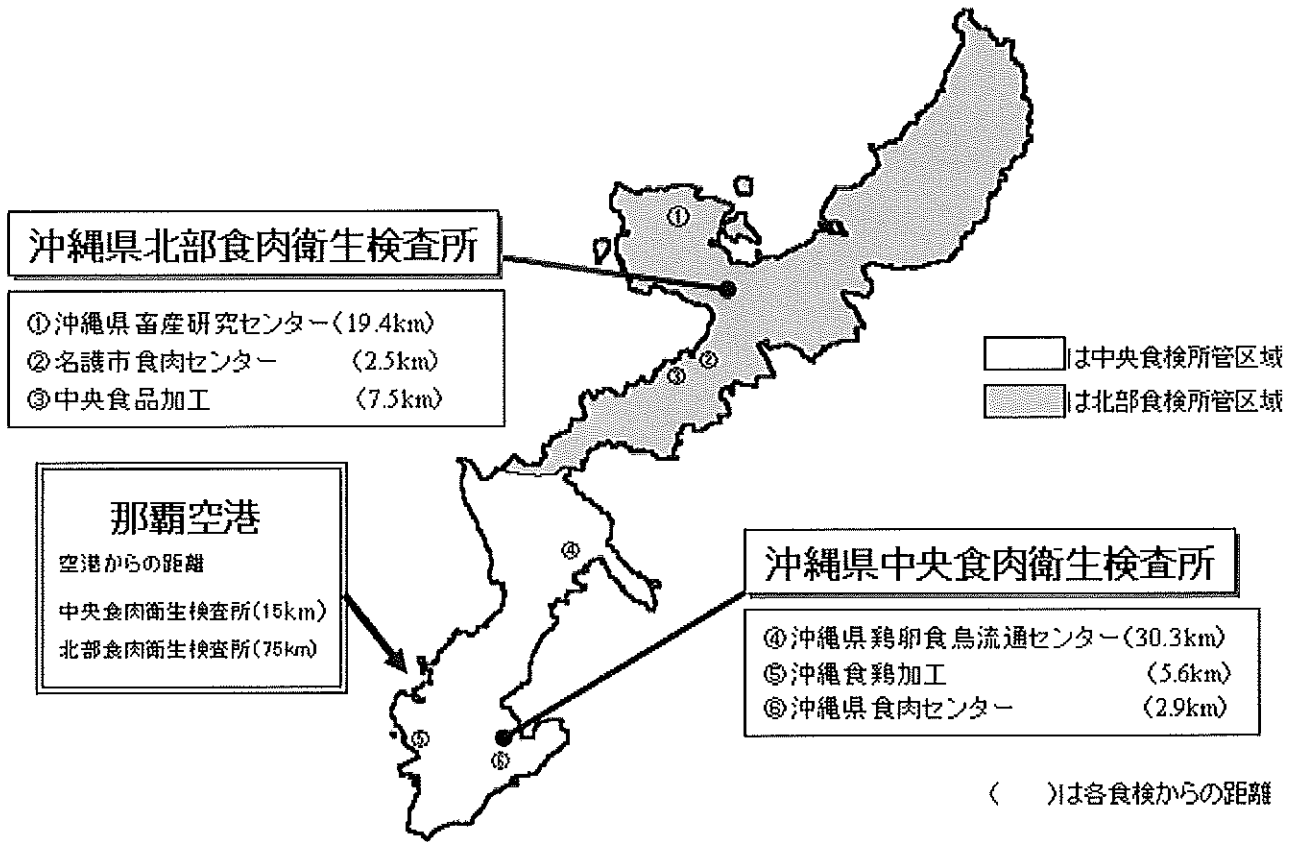 沖縄県北部食肉衛生検査所
①沖縄県畜産研究センター(19.4km)
②名護市食肉センター (2.5km)
③中央食品加工 (7.5km)
那覇空港
空港からの距離
中央食肉衛生検査所(15km)
北部食肉衛生検査所(75km)
①
②
③
④
⑤
⑥
は中央食検所管区域
は北部食検所管区域
沖縄県中央食肉衛生検査所
④沖縄県鶏卵食鳥流通センター(30.3km)
⑤沖縄食鶏加工 (5.6km)
⑥沖縄県食肉センター (2.9km)
( )は各食検からの距離